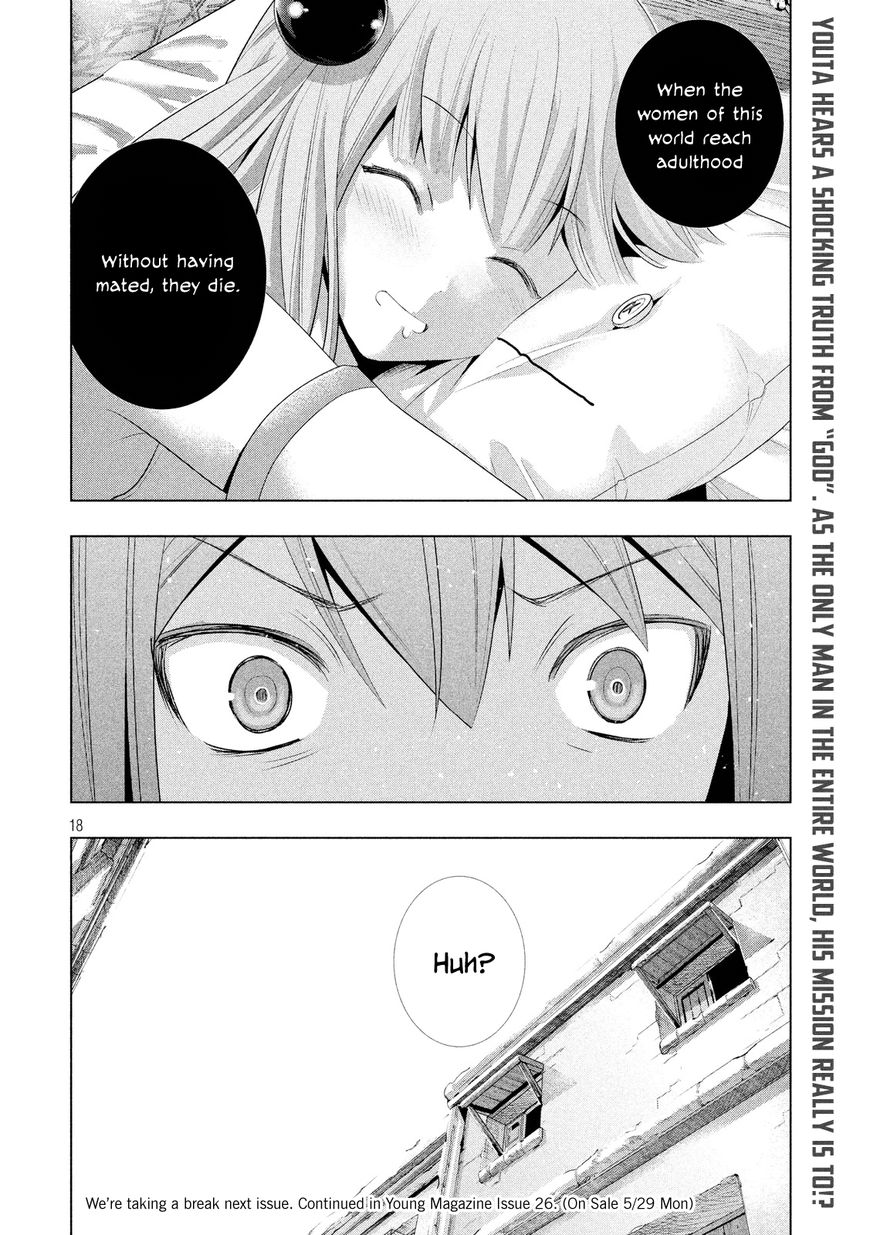 When the
women of this
world reach
adulthood
Without having
mated, they die.
18
Huh?
We're taking a break next issue. Continued in Young Magazine Issue 26. (On Sale 5/29 Mon)
YOUTA HEARS A SHOCKING TRUTH FROM "GOD". AS THE ONLY MAN IN THE ENTIRE WORLD, HIS MISSION REALLY IS TO!?